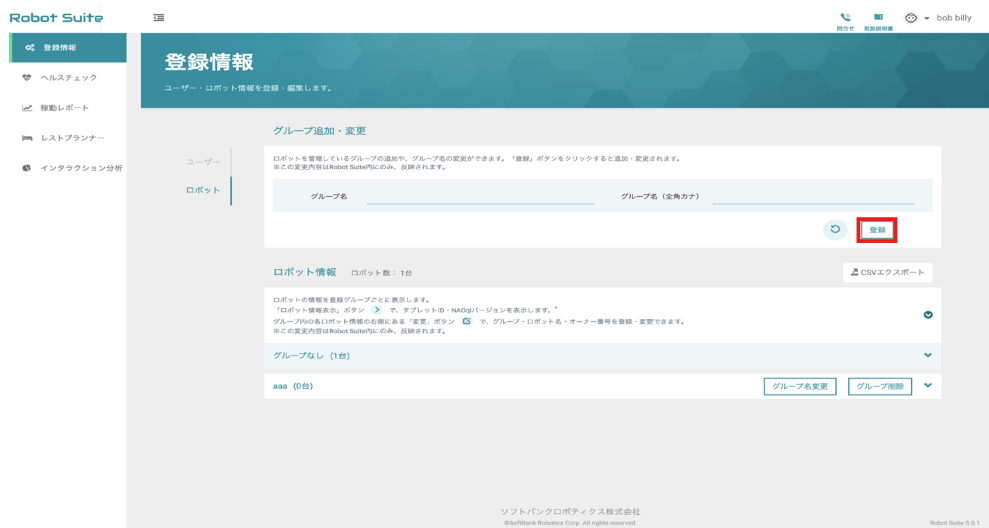 Robot Suite
問合せ
取扱説明書
bob billy
登録情報
ヘルスチェック
稼動レポート
レストプランナー
インタラクション分析
登録情報
ユーザー・ロボット情報を登録・編集します。
ユーザー
ロボット
グループ追加・変更
ロボットを管理しているグループの追加や、グループ名の変更ができます。「登録」ボタンをクリックすると追加・変更されます。
※この変更内容はRobot Suite内にのみ、反映されます。
グループ名
グループ名（全角カナ）
登録
ロボット情報 ロボット数：1台
CSVエクスポート
ロボットの情報を登録グループごとに表示します。
「ロボット情報表示」ボタン で、タブレットID・NAOqiバージョンを表示します。*
グループ内の各ロボット情報の右側にある「変更」ボタン で、グループ・ロボット名・オーナー番号を登録・変更できます。
※この変更内容はRobot Suite内にのみ、反映されます。
グループなし (1台)
aaa (0台)
グループ名変更
グループ削除
ソフトバンクロボティクス株式会社
©SoftBank Robotics Corp. All rights reserved.
Robot Suite 5.0.1